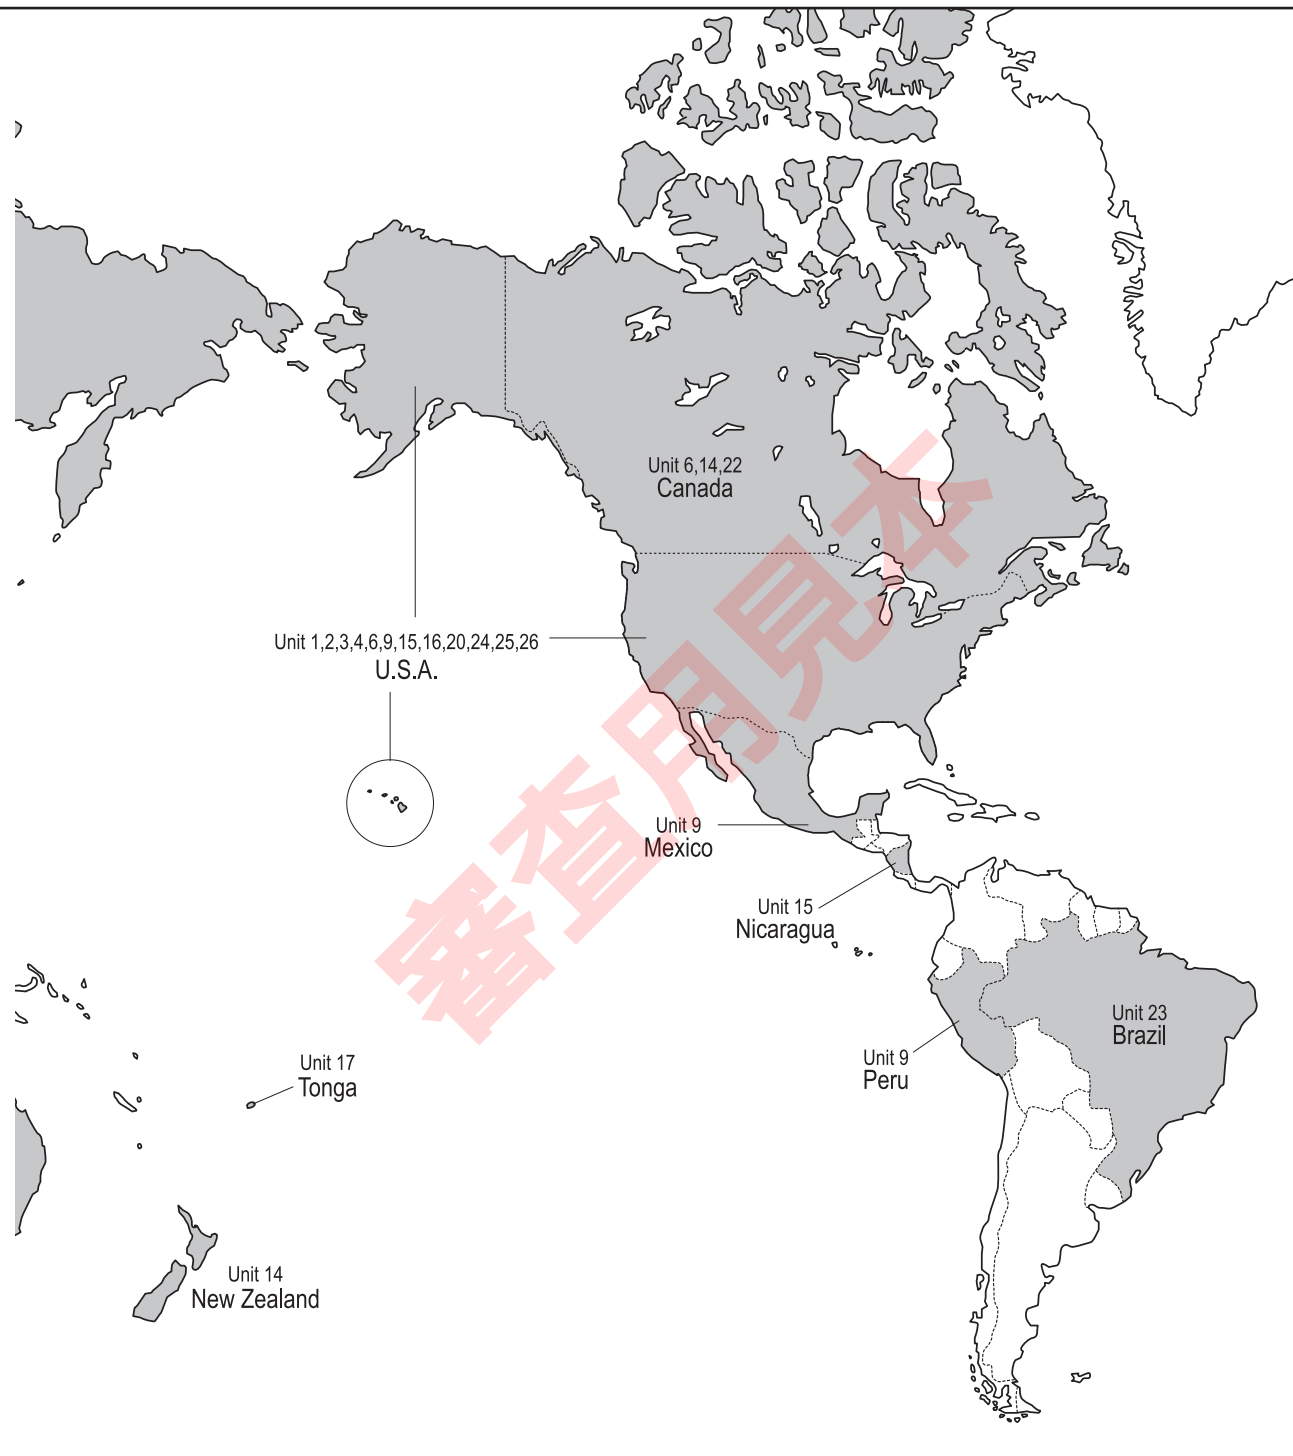 Unit 6,14,22
Canada
Unit 1,2,3,4,6,9,15,16,20,24,25,26
U.S.A.
Unit 9
Mexico
Unit 15
Nicaragua
Unit 23
Brazil
Unit 9
Peru
Unit 17
Tonga
Unit 14
New Zealand
審査用見本